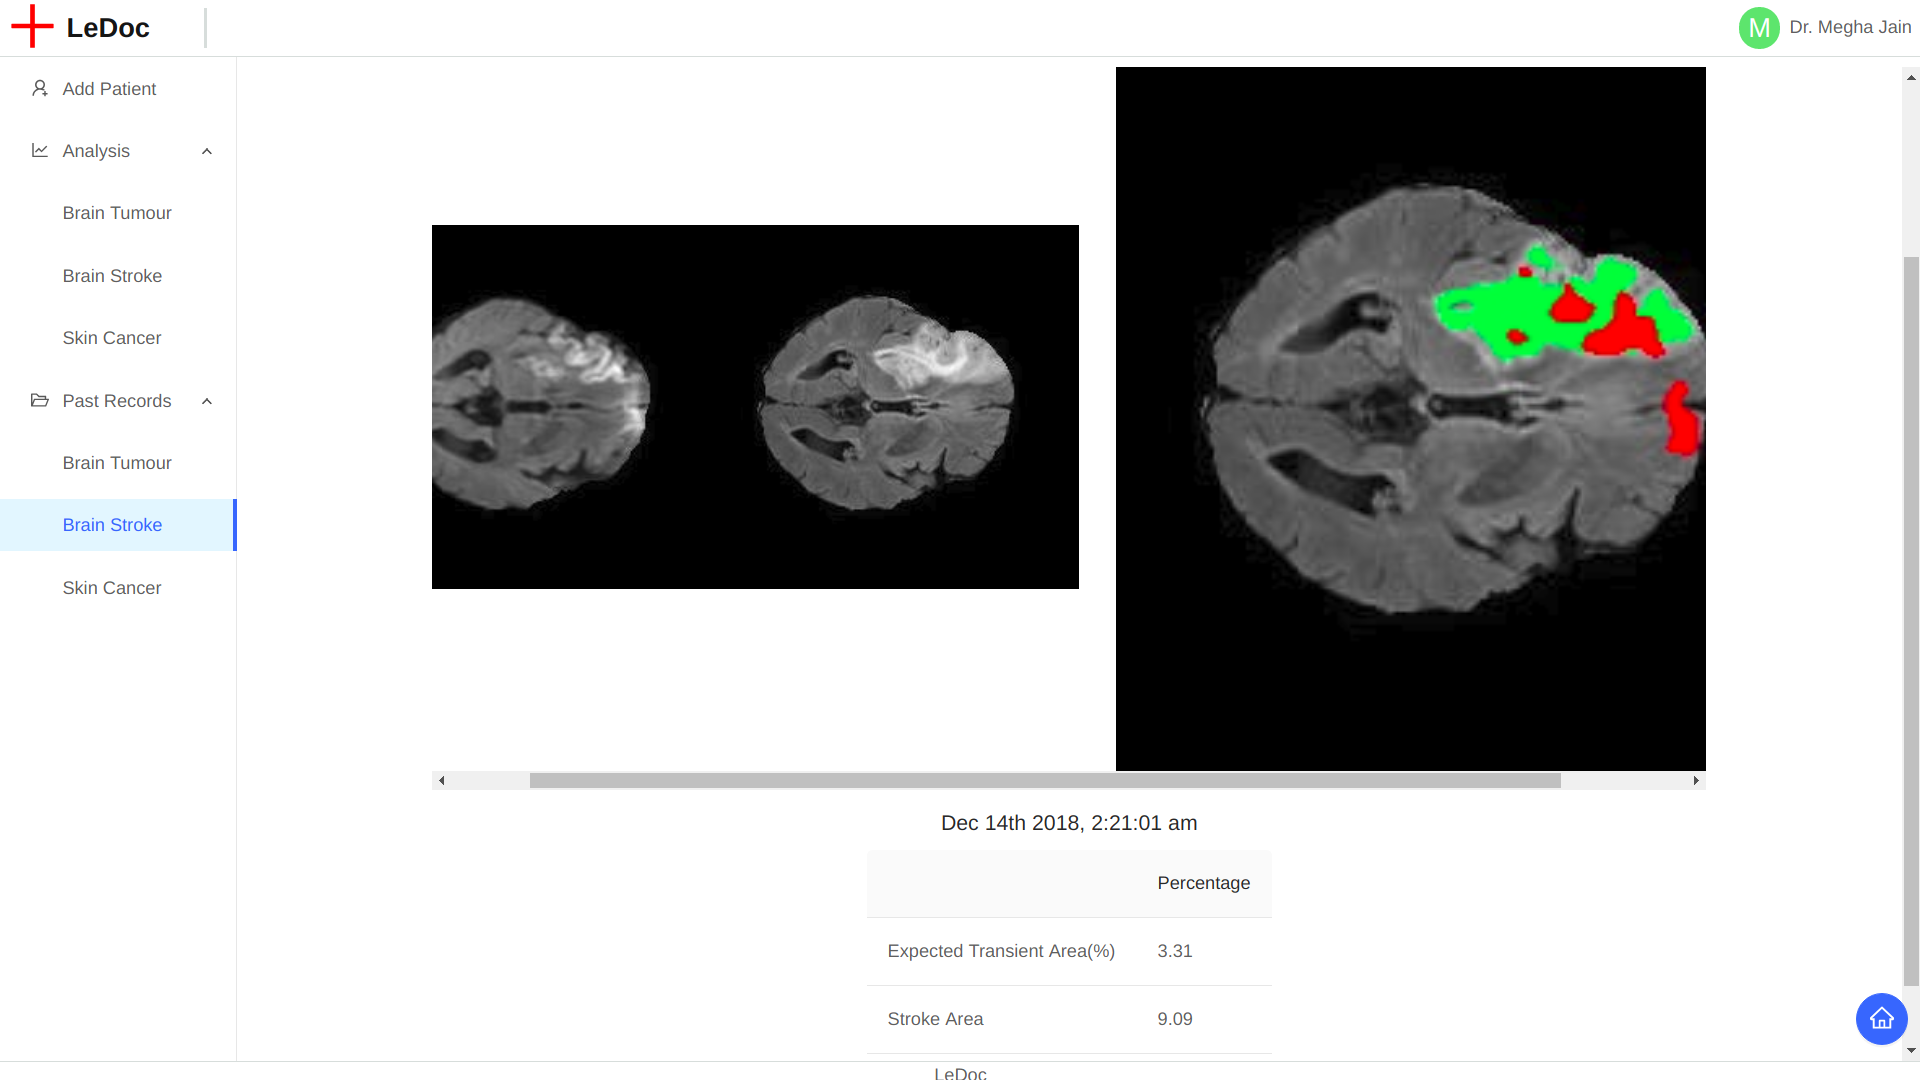 LeDoc
M Dr. Megha Jain
Add Patient
Analysis
Brain Tumour
Brain Stroke
Skin Cancer
Past Records
Brain Tumour
Brain Stroke
Skin Cancer
Dec 14th 2018, 2:21:01 am
Percentage
Expected Transient Area(%) 3.31
Stroke Area 9.09
LeDoc